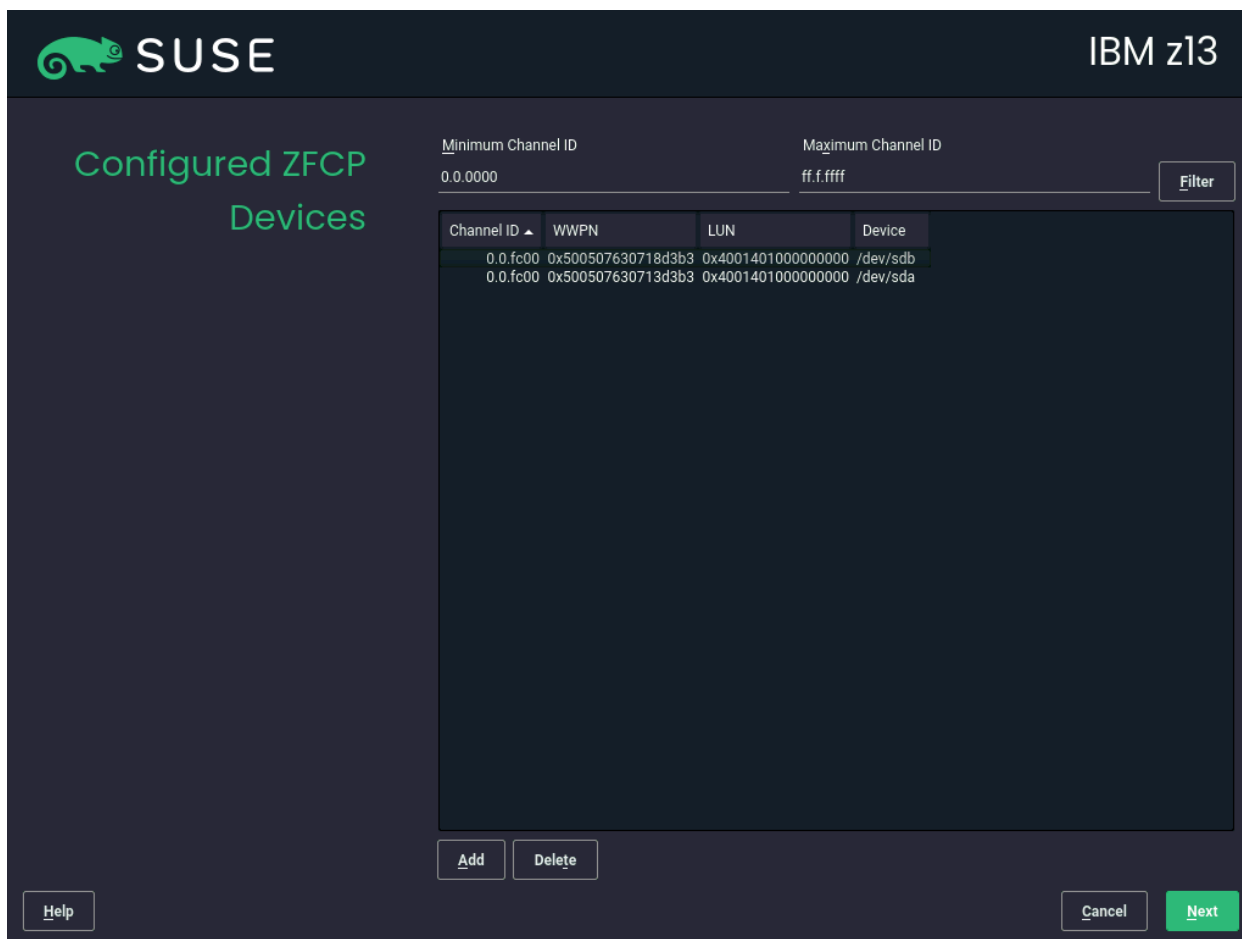 SUSE
IBM z13
Configured ZFCP
Devices
Minimum Channel ID
Maximum Channel ID
0.0.0000
ff.f.ffff
Filter
Channel ID WWPN LUN Device
0.0.fc00 0x500507630718d3b3 0x4001401000000000 /dev/sdb
0.0.fc00 0x500507630713d3b3 0x4001401000000000 /dev/sda
Add
Delete
Help
Cancel
Next